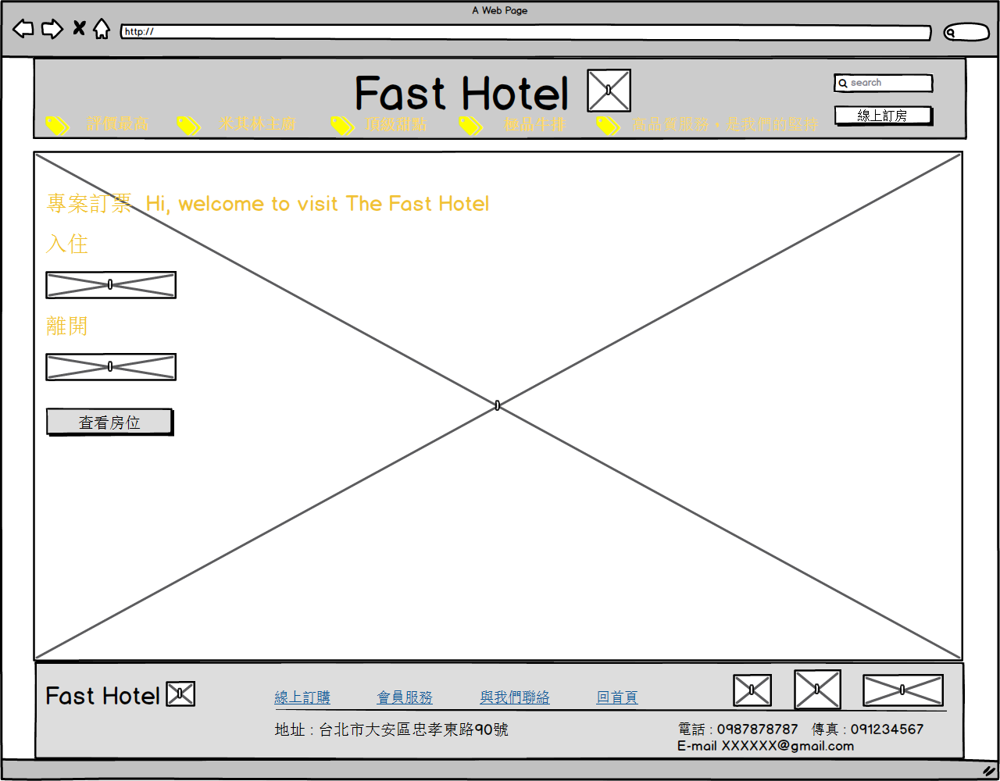 A Web Page
http://
Fast Hotel
search
評價最高 米其林主廚 頂級甜點 極品牛排 高品質服務，是我們的堅持
線上訂房
專案訂票 Hi, welcome to visit The Fast Hotel
入住
離開
查看房位
Fast Hotel
線上訂購 會員服務 與我們聯絡 回首頁
地址 : 台北市大安區忠孝東路90號
電話 : 0987878787 傳真 : 091234567
E-mail XXXXXX@gmail.com